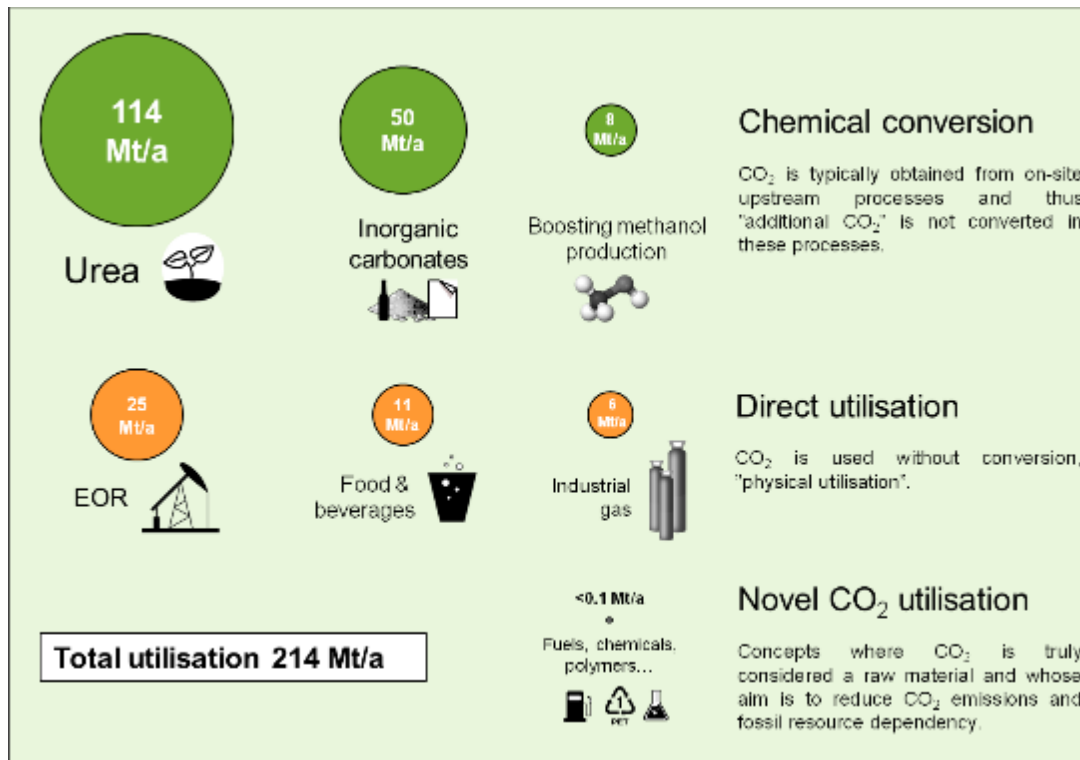 114
Mt/a
50
Mt/a
8
Mt/a
Chemical conversion
CO₂ is typically obtained from on-site
upstream processes and thus
"additional CO₂" is not converted in
these processes.
Urea
Inorganic
carbonates
Boosting methanol
production
25
Mt/a
11
Mt/a
6
Mt/a
Direct utilisation
CO₂ is used without conversion,
"physical utilisation".
EOR
Food &
beverages
Industrial
gas
<0.1 Mt/a
Fuels, chemicals,
polymers...
1
PET
Novel CO₂ utilisation
Concepts where CO₂ is truly
considered a raw material and whose
aim is to reduce CO₂ emissions and
fossil resource dependency.
Total utilisation 214 Mt/a